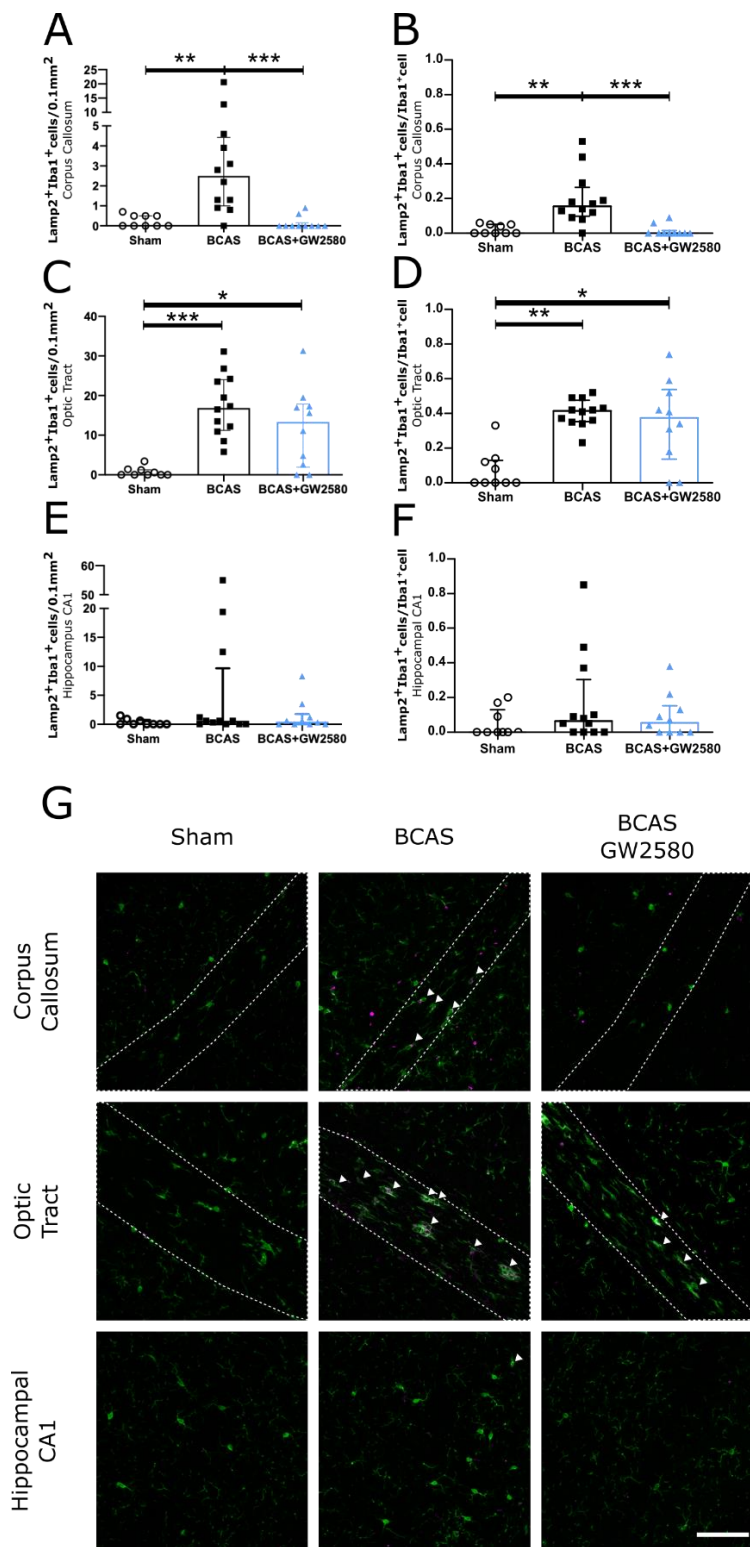 A
Lamp2⁺Iba1⁺cells/0.1mm²
Corpus Callosum
25
20
15
10
5
4
3
2
1
0
**
***
Sham
BCAS
BCAS+GW2580
B
Lamp2⁺Iba1⁺cells/Iba1⁺cell
Corpus Callosum
1.0
0.8
0.6
0.4
0.2
0.0
**
***
Sham
BCAS
BCAS+GW2580
C
Lamp2⁺Iba1⁺cells/0.1mm²
Optic Tract
40
30
20
10
0
*
***
Sham
BCAS
BCAS+GW2580
D
Lamp2⁺Iba1⁺cells/Iba1⁺cell
Optic Tract
1.0
0.8
0.6
0.4
0.2
0.0
*
**
Sham
BCAS
BCAS+GW2580
E
Lamp2⁺Iba1⁺cells/0.1mm²
Hippocampus CA1
60
50
20
15
10
5
0
Sham
BCAS
BCAS+GW2580
F
Lamp2⁺Iba1⁺cells/Iba1⁺cell
Hippocampal CA1
1.0
0.8
0.6
0.4
0.2
0.0
Sham
BCAS
BCAS+GW2580
G
Sham
BCAS
BCAS
GW2580
Corpus
Callosum
Optic
Tract
Hippocampal
CA1